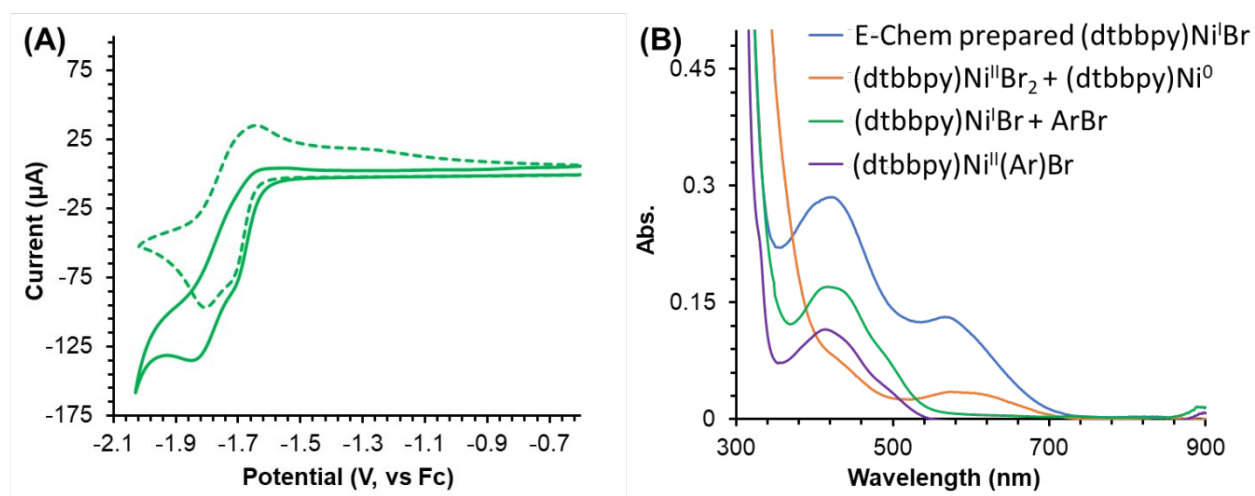 (A)
75
25
-25
-75
-125
-175
Current (µA)
-2.1 -1.9 -1.7 -1.5 -1.3 -1.1 -0.9 -0.7
Potential (V, vs Fc)
(B)
E-Chem prepared (dtbbpy)NiᴵBr
(dtbbpy)NiᴵᴵBr₂ + (dtbbpy)Ni⁰
(dtbbpy)NiᴵBr + ArBr
(dtbbpy)Niᴵᴵ(Ar)Br
0.45
0.3
0.15
0
Abs.
300 500 700 900
Wavelength (nm)